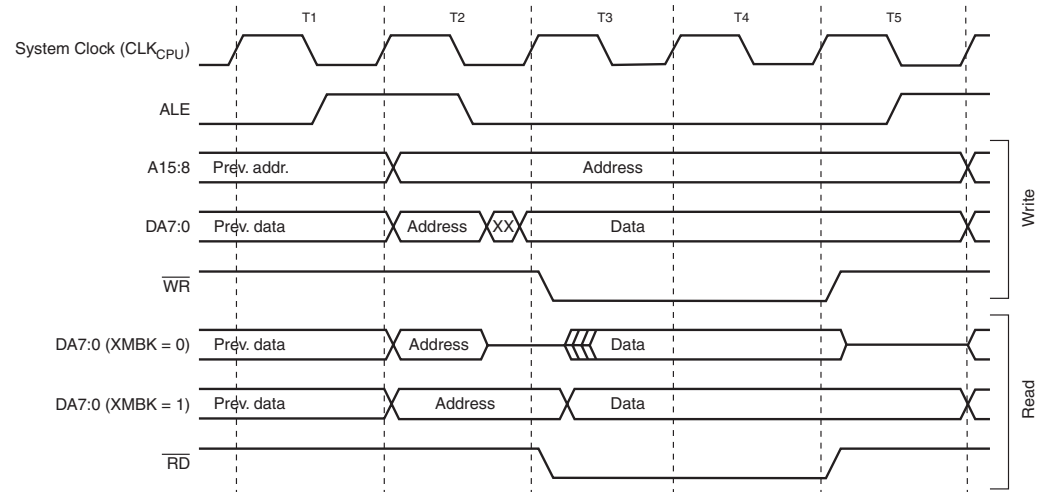 T1 T2 T3 T4 T5
System Clock (CLKCPU)
ALE
A15:8 Prev. addr. Address
DA7:0 Prev. data Address XX Data
WR
Write
DA7:0 (XMBK = 0) Prev. data Address Data
DA7:0 (XMBK = 1) Prev. data Address Data
RD
Read